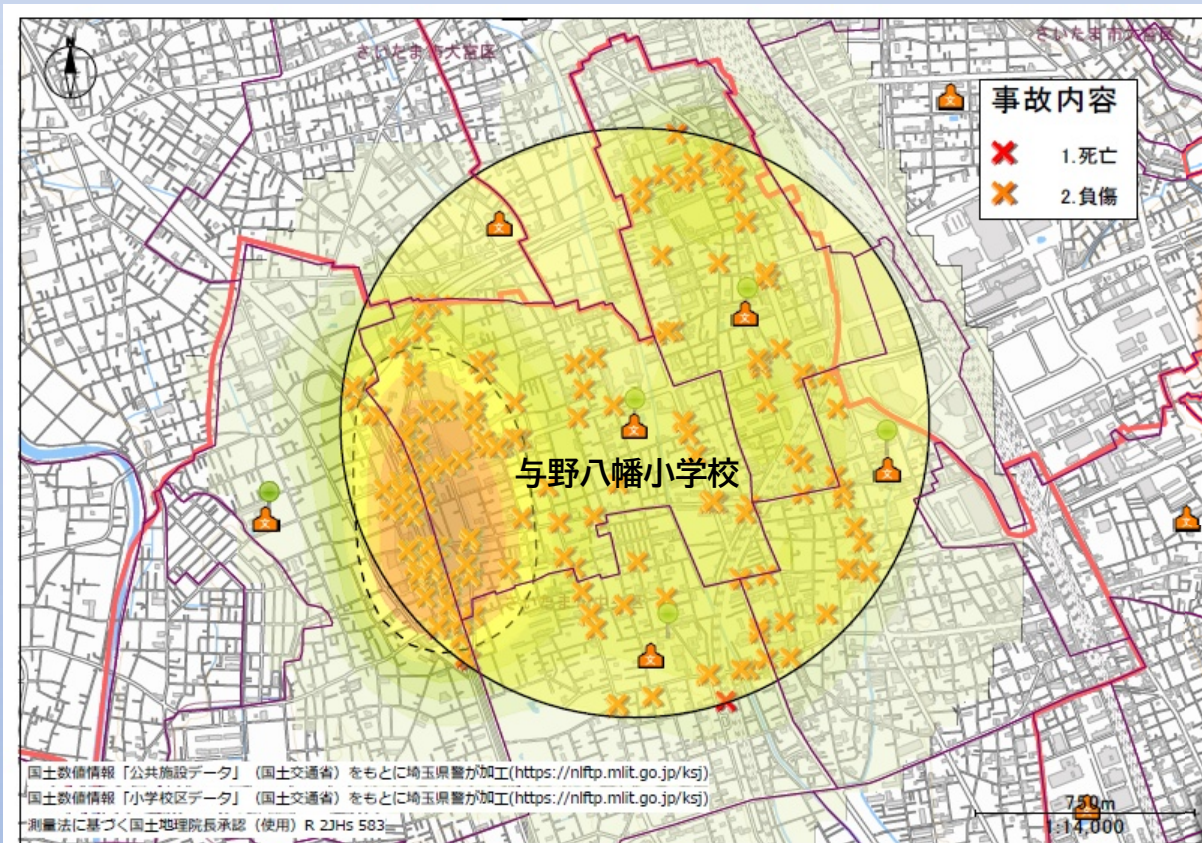 N
さいたま市大宮区
さいたま市大宮区
事故内容
1.死亡
2.負傷
与野八幡小学校
国土数値情報「公共施設データ」(国土交通省)をもとに埼玉県警が加工(https://nlftp.mlit.go.jp/ksj)
国土数値情報「小学校区データ」(国土交通省)をもとに埼玉県警が加工(https://nlftp.mlit.go.jp/ksj)
測量法に基づく国土地理院長承認(使用)R 2JHs 583
750m
1:14,000